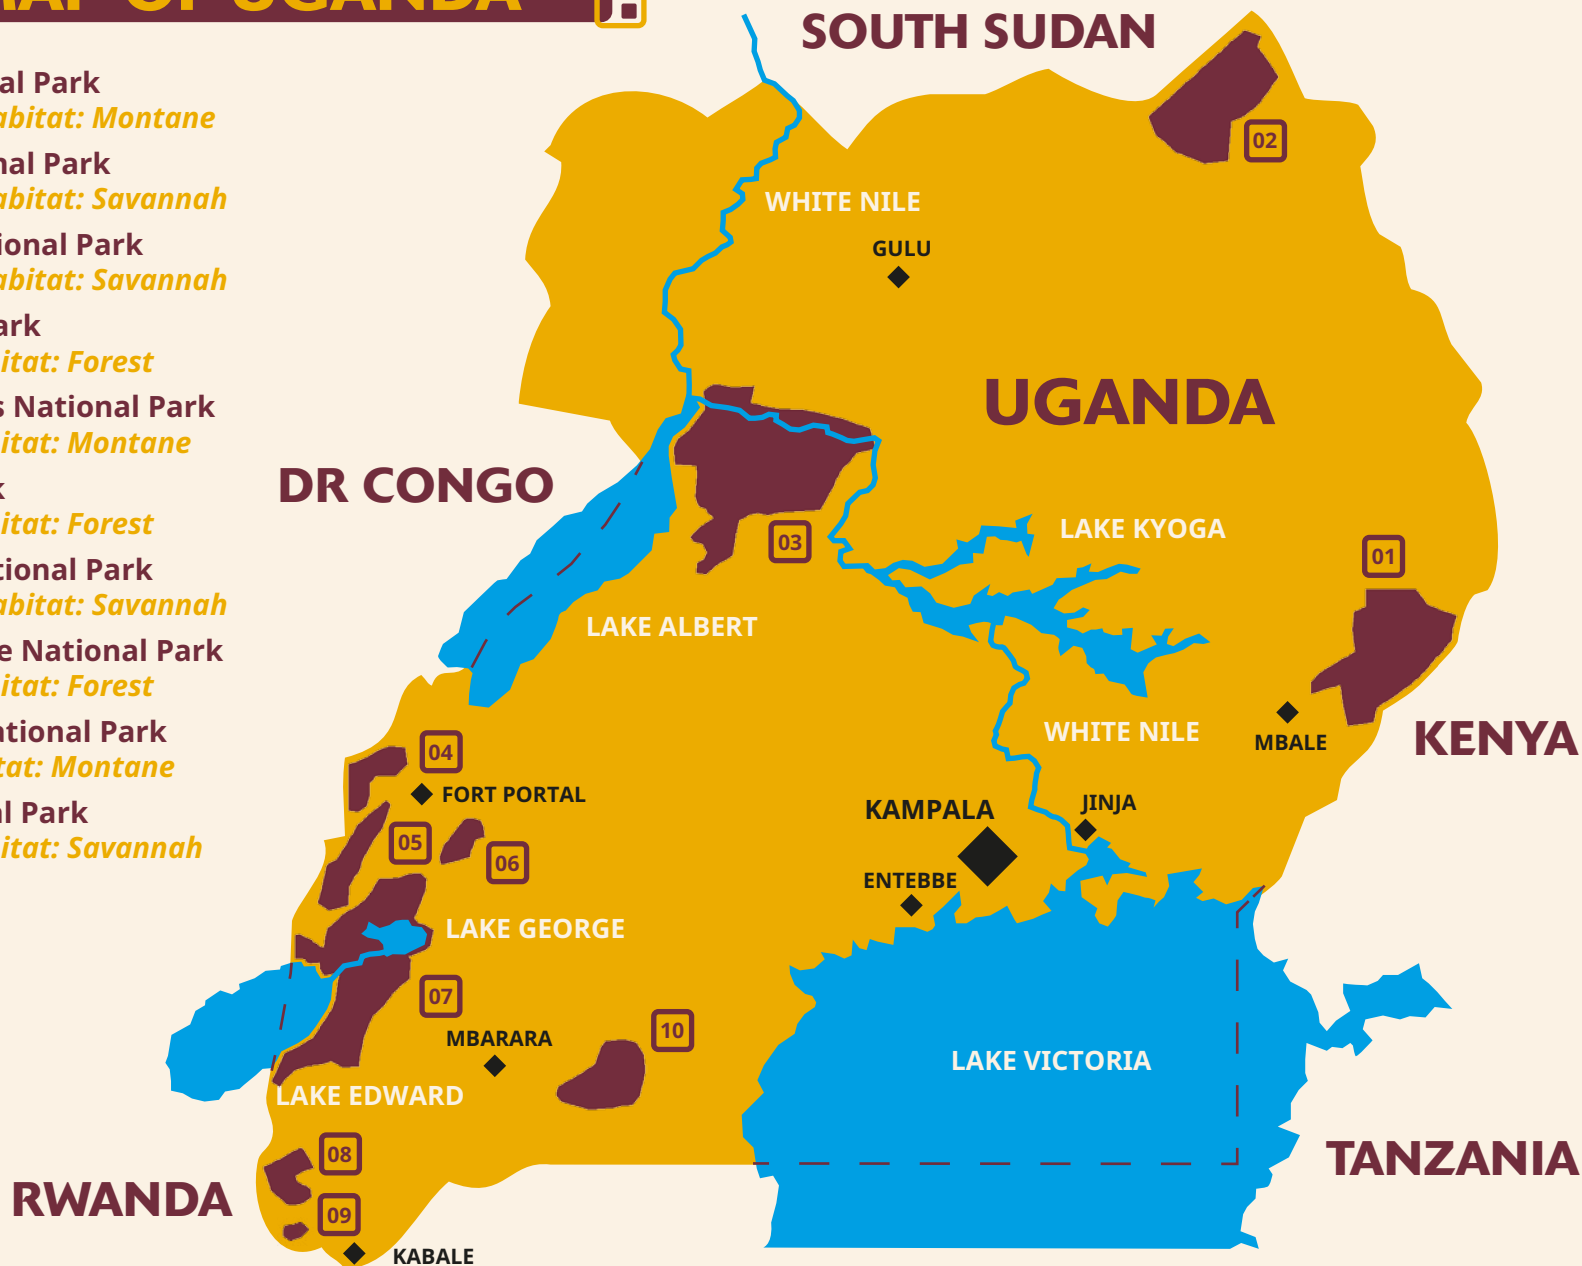 MAP OF UGANDA
al Park
abitat: Montane
nal Park
abitat: Savannah
ional Park
abitat: Savannah
ark
itat: Forest
s National Park
itat: Montane
k
itat: Forest
tional Park
abitat: Savannah
e National Park
itat: Forest
ational Park
tat: Montane
l Park
itat: Savannah
SOUTH SUDAN
02
WHITE NILE
GULU
UGANDA
DR CONGO
03
LAKE KYOGA
01
LAKE ALBERT
WHITE NILE
MBALE
KENYA
04
FORT PORTAL
KAMPALA
JINJA
05
06
ENTEBBE
LAKE GEORGE
07
MBARARA
10
LAKE VICTORIA
LAKE EDWARD
08
TANZANIA
RWANDA
09
KABALE